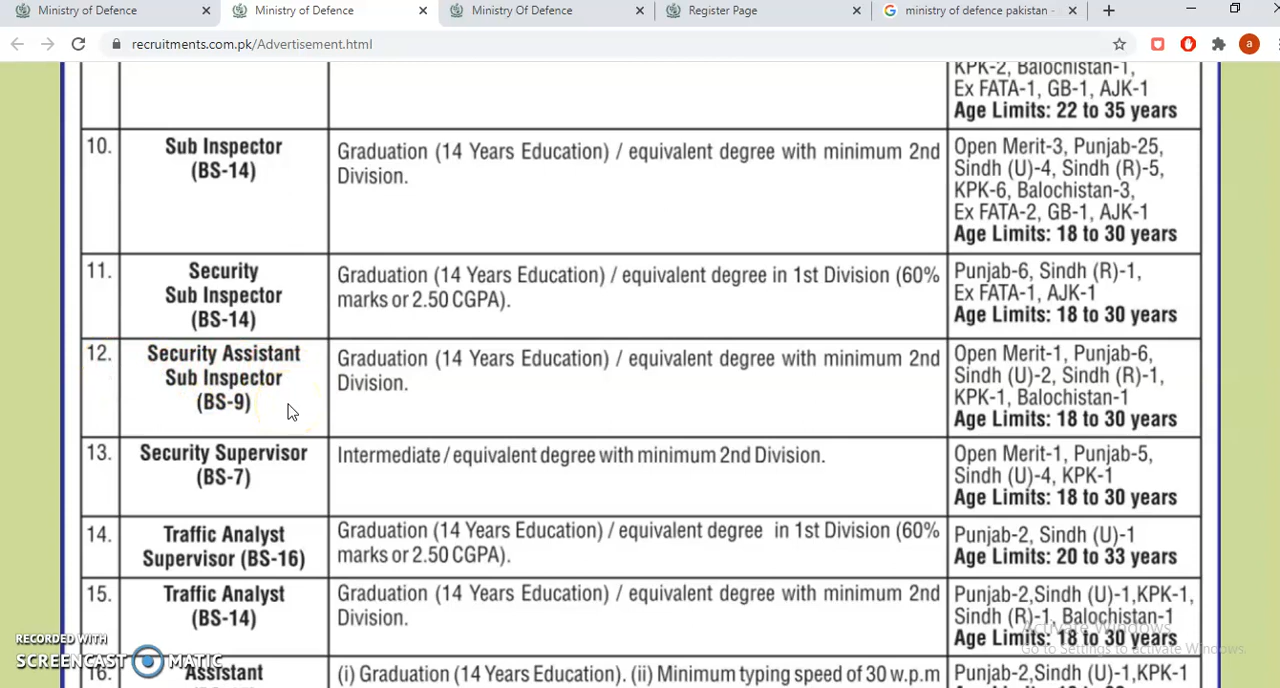 Ministry of Defence
Ministry of Defence
Ministry Of Defence
Register Page
ministry of defence pakistan -
recruitments.com.pk/Advertisement.html
a
KPK-2, Balochistan-1,
Ex FATA-1, GB-1, AJK-1
Age Limits: 22 to 35 years
10.
Sub Inspector
(BS-14)
Graduation (14 Years Education) / equivalent degree with minimum 2nd
Division.
Open Merit-3, Punjab-25,
Sindh (U)-4, Sindh (R)-5,
KPK-6, Balochistan-3,
Ex FATA-2, GB-1, AJK-1
Age Limits: 18 to 30 years
11.
Security
Sub Inspector
(BS-14)
Graduation (14 Years Education) / equivalent degree in 1st Division (60%
marks or 2.50 CGPA).
Punjab-6, Sindh (R)-1,
Ex FATA-1, AJK-1
Age Limits: 18 to 30 years
12.
Security Assistant
Sub Inspector
(BS-9)
Graduation (14 Years Education) / equivalent degree with minimum 2nd
Division.
Open Merit-1, Punjab-6,
Sindh (U)-2, Sindh (R)-1,
KPK-1, Balochistan-1
Age Limits: 18 to 30 years
13.
Security Supervisor
(BS-7)
Intermediate / equivalent degree with minimum 2nd Division.
Open Merit-1, Punjab-5,
Sindh (U)-4, KPK-1
Age Limits: 18 to 30 years
14.
Traffic Analyst
Supervisor (BS-16)
Graduation (14 Years Education) / equivalent degree in 1st Division (60%
marks or 2.50 CGPA).
Punjab-2, Sindh (U)-1
Age Limits: 20 to 33 years
15.
Traffic Analyst
(BS-14)
Graduation (14 Years Education) / equivalent degree with minimum 2nd
Division.
Punjab-2,Sindh (U)-1,KPK-1,
Sindh (R)-1, Balochistan-1
Age Limits: 18 to 30 years
Activate Windows
Go to Settings to activate Windows.
RECORDED WITH
SCREENCAST MATIC
16.
Assistant
(i) Graduation (14 Years Education). (ii) Minimum typing speed of 30 w.p.m
Punjab-2,Sindh (U)-1,KPK-1